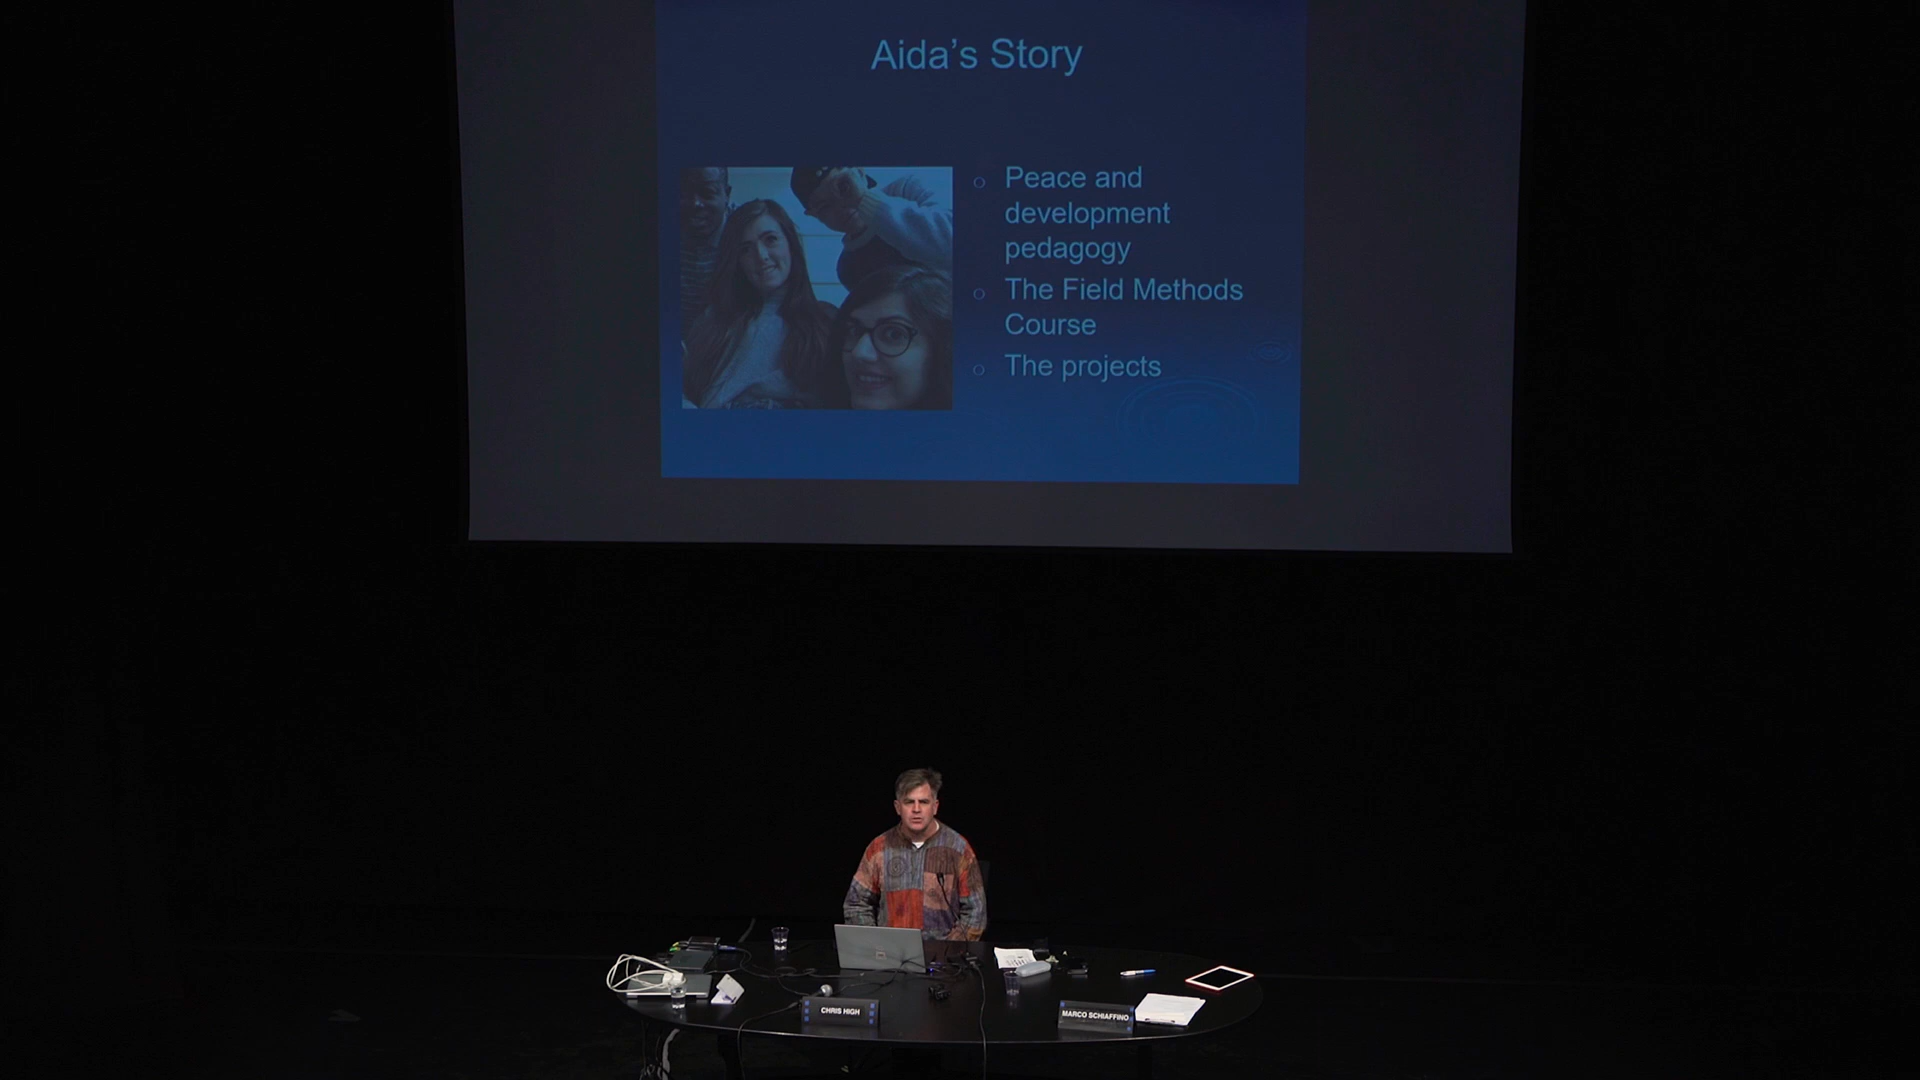 Aida's Story
Peace and
development
pedagogy
The Field Methods
Course
The projects
CHRIS HIGH
MARCO SCHIAFFINO